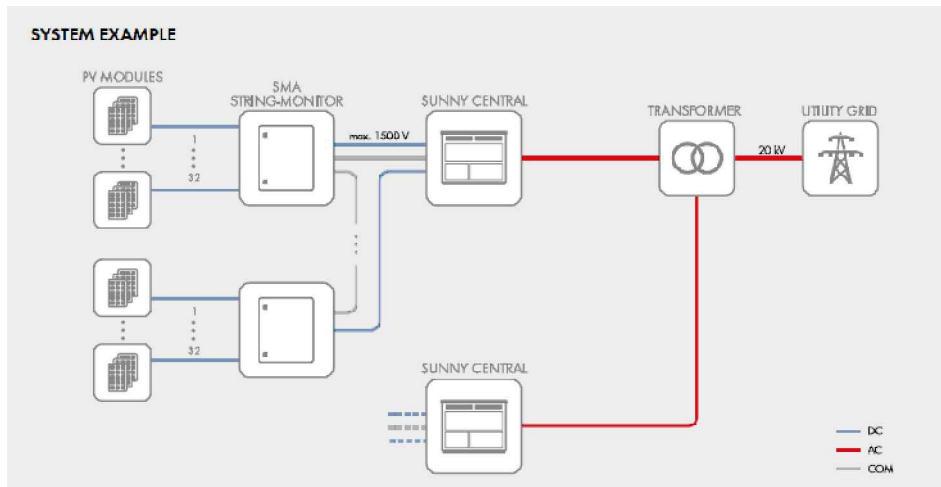 SYSTEM EXAMPLE
PV MODULES
SMA
STRING-MONITOR
SUNNY CENTRAL
TRANSFORMER
UTILITY GRID
1
32
max. 1500 V
20 kV
1
32
SUNNY CENTRAL
DC
AC
COM